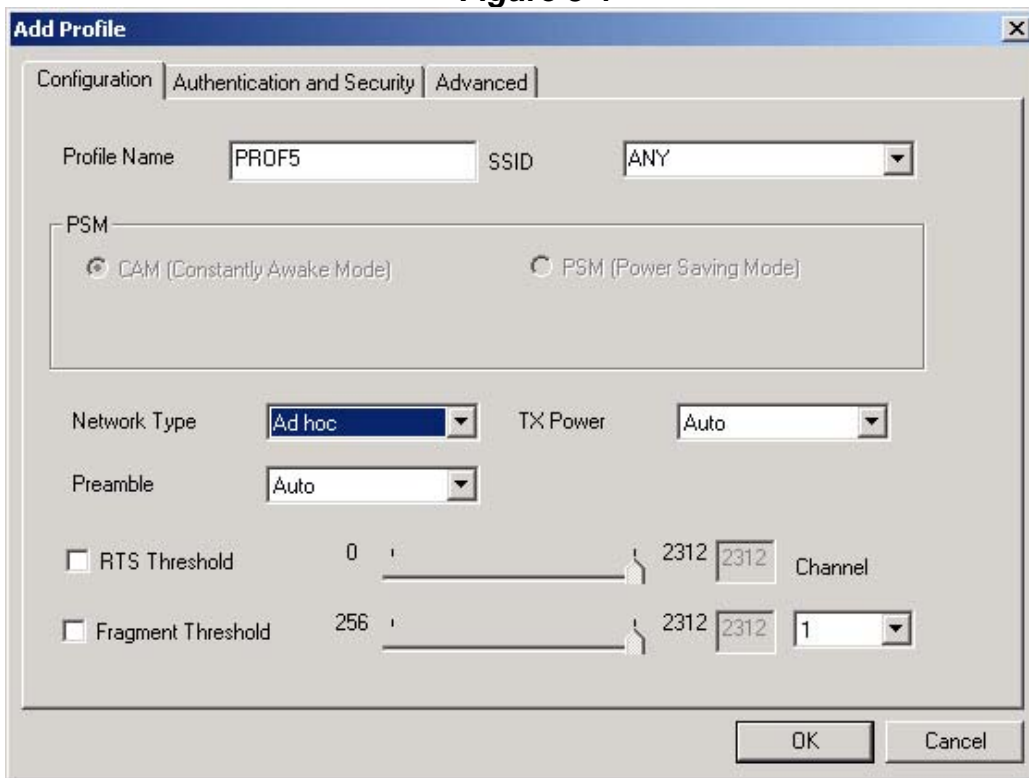 Add Profile
Configuration Authentication and Security Advanced
Profile Name PROF5 SSID ANY
PSM
CAM (Constantly Awake Mode) PSM (Power Saving Mode)
Network Type Ad hoc TX Power Auto
Preamble Auto
RTS Threshold 0 2312 2312 Channel
Fragment Threshold 256 2312 2312 1
OK Cancel